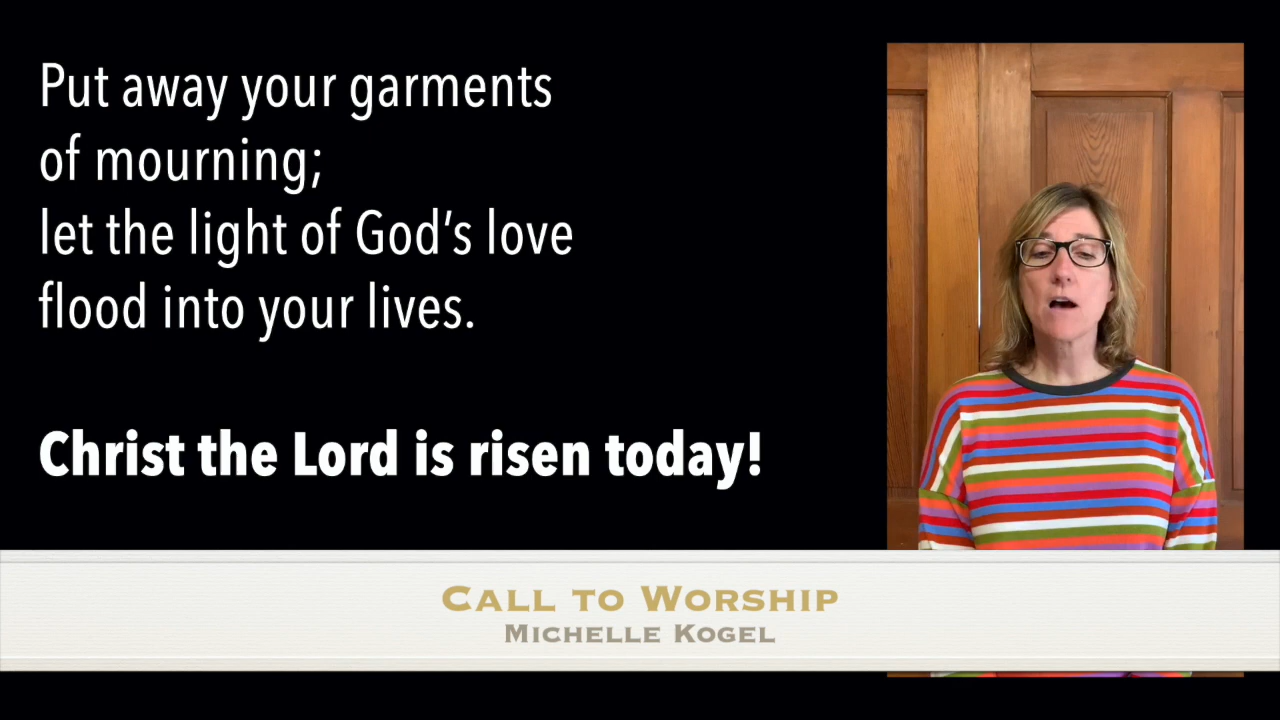 Put away your garments
of mourning;
let the light of God’s love
flood into your lives.
Christ the Lord is risen today!
Call to Worship
Michelle Kogel